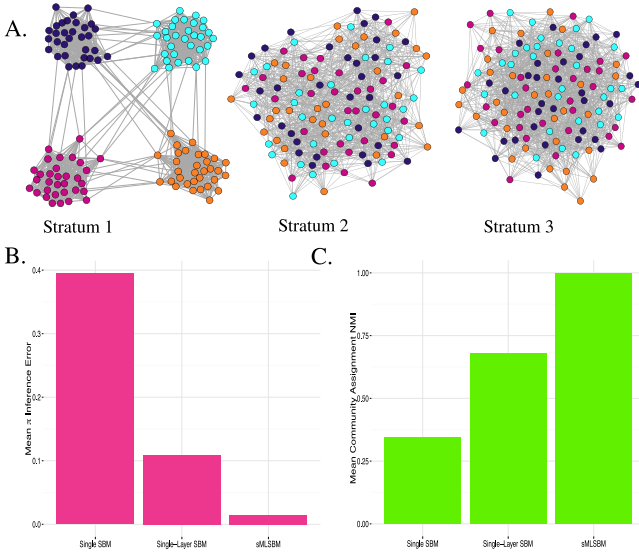 A.
Stratum 1
Stratum 2
Stratum 3
B.
Mean π Inference Error
0.4
0.3
0.2
0.1
0.0
Single SBM
Single-Layer SBM
sMLSBM
C.
Mean Community Assignment NMI
1.00
0.75
0.50
0.25
0.00
Single SBM
Single-Layer SBM
sMLSBM